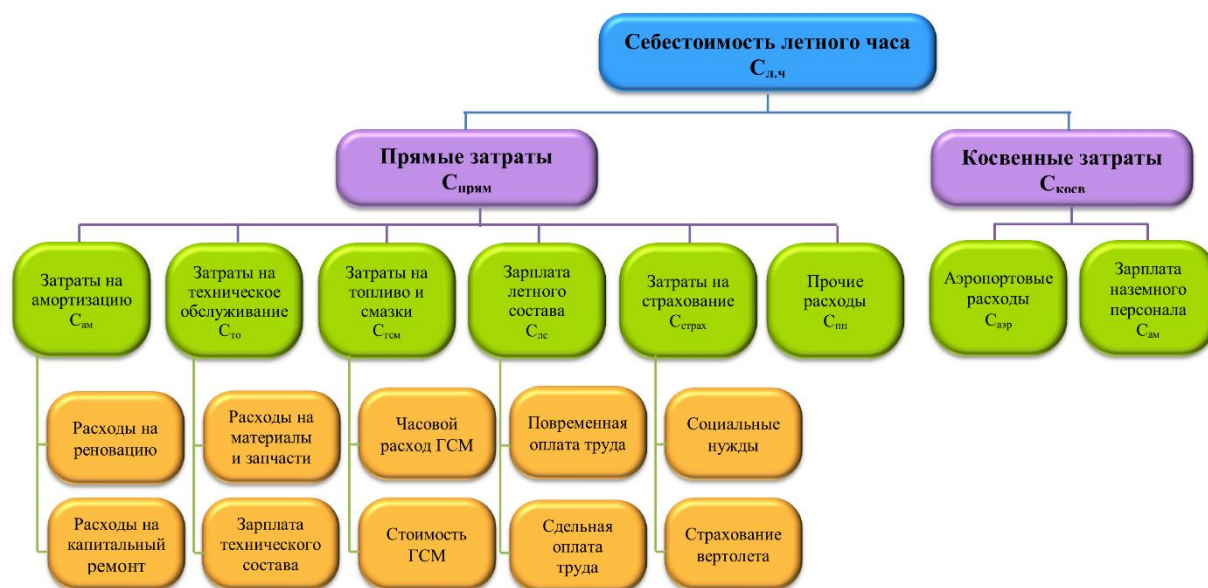 Себестоимость летного часа
Сл.ч
Прямые затраты
Спрям
Косвенные затраты
Скосв
Затраты на
амортизацию
Сам
Затраты на
техническое
обслуживание
Сто
Затраты на
топливо и
смазки
Сгсм
Зарплата
летного
состава
Слс
Затраты на
страхование
Сстрах
Прочие
расходы
Спп
Аэропортовые
расходы
Саэр
Зарплата
наземного
персонала
Сам
Расходы на
реновацию
Расходы на
материалы
и запчасти
Часовой
расход ГСМ
Повременная
оплата труда
Социальные
нужды
Расходы на
капитальный
ремонт
Зарплата
технического
состава
Стоимость
ГСМ
Сдельная
оплата
труда
Страхование
вертолета